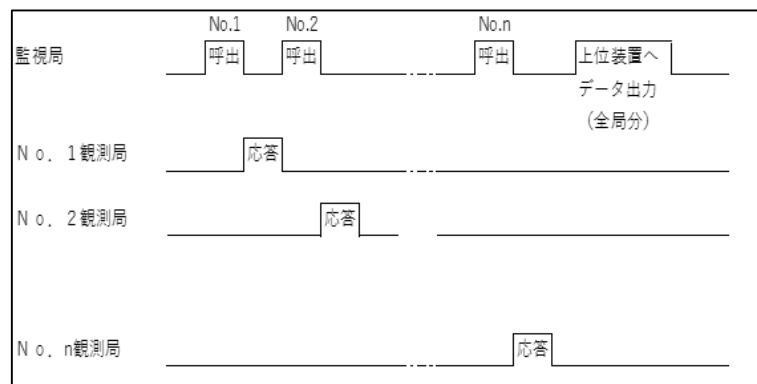 No.1 No.2 No.n
監視局 呼出 呼出 呼出 上位装置へ
データ出力
(全局分)
No．1観測局 応答
No．2観測局 応答
No．n観測局 応答